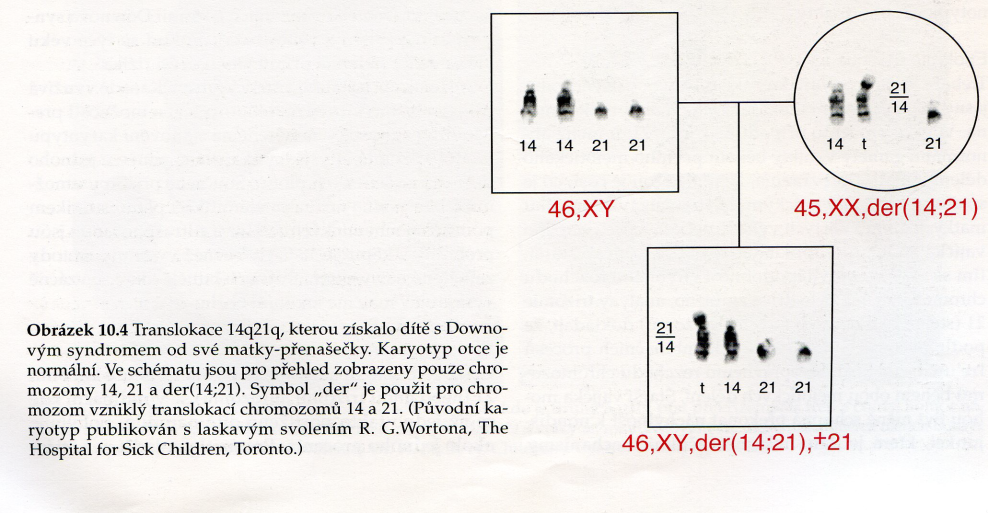 21
14
14 14 21 21
14 t 21
46,XY
45,XX,der(14;21)
21
14
t 14 21 21
46,XY,der(14;21),+21
Obrázek 10.4 Translokace 14q21q, kterou získalo dítě s Downo-
vým syndromem od své matky-přenašečky. Karyotyp otce je
normální. Ve schématu jsou pro přehled zobrazeny pouze chro-
mozomy 14, 21 a der(14;21). Symbol „der“ je použit pro chro-
mozom vzniklý translokací chromozomů 14 a 21. (Původní ka-
ryotyp publikován s laskavým svolením R. G.Wortona, The
Hospital for Sick Children, Toronto.)